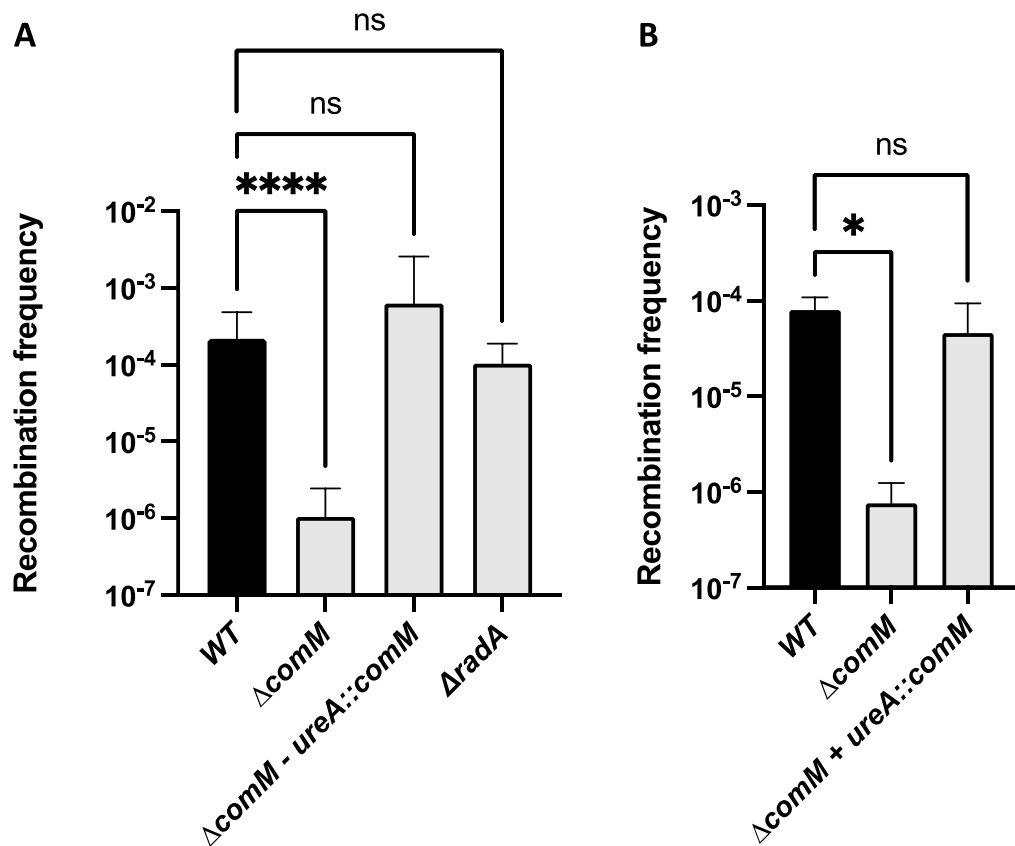 A
ns
ns
****
Recombination frequency
10-2
10-3
10-4
10-5
10-6
10-7
WT
ΔcomM
ΔcomM - ureA::comM
ΔradA
B
ns
*
Recombination frequency
10-3
10-4
10-5
10-6
10-7
WT
ΔcomM
ΔcomM + ureA::comM